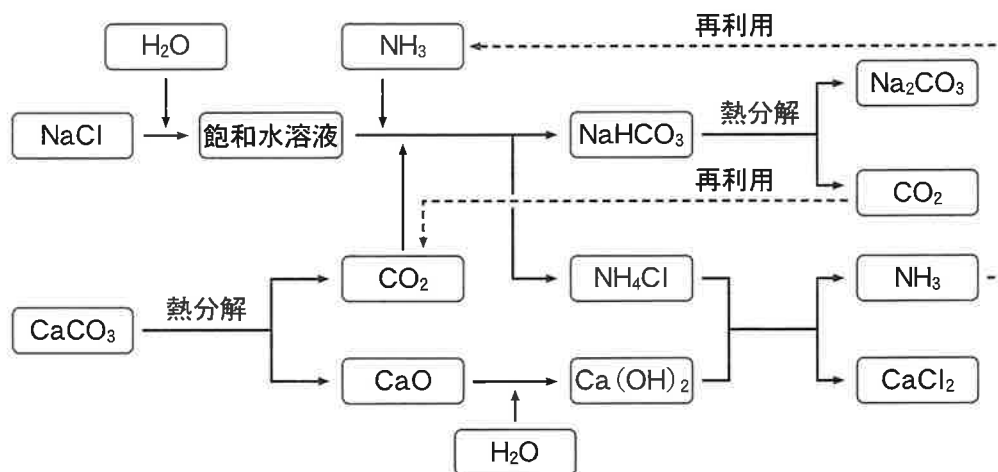 再利用
H₂O
NH₃
Na₂CO₃
NaCl
飽和水溶液
NaHCO₃
熱分解
再利用
CO₂
CO₂
NH₄Cl
NH₃
CaCO₃
熱分解
CaO
Ca(OH)₂
CaCl₂
H₂O